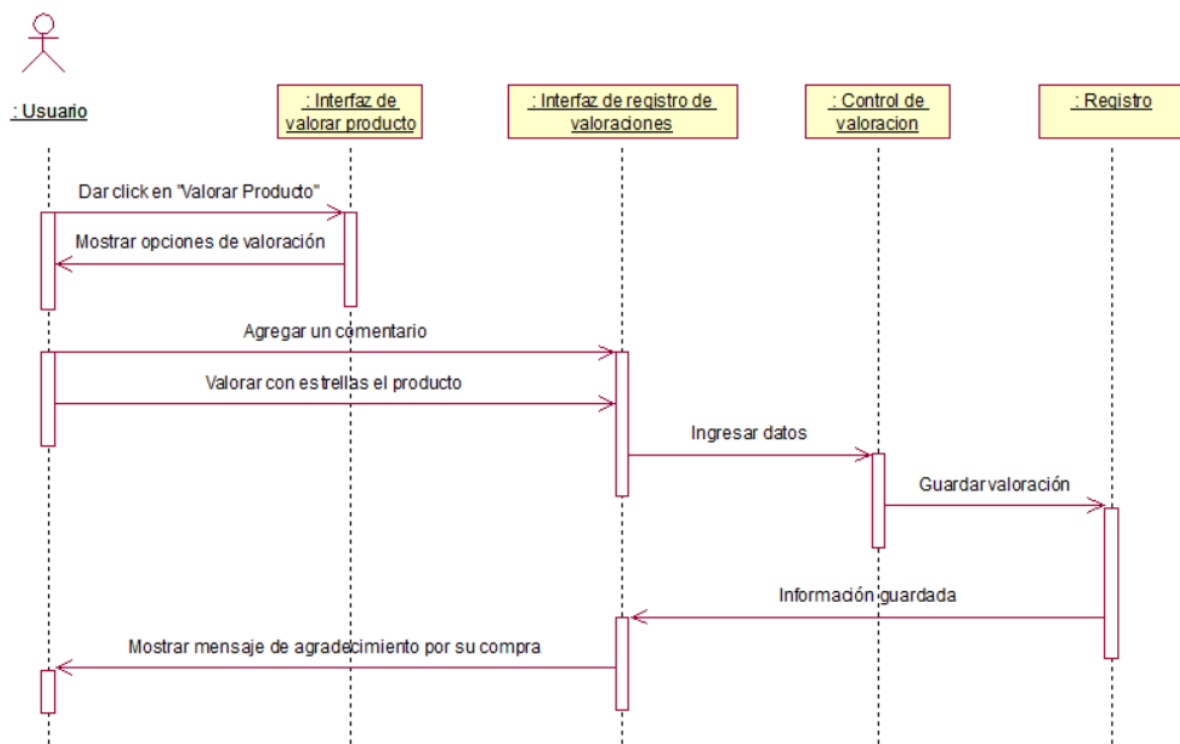 : Usuario
: Interfaz de
valorar producto
: Interfaz de registro de
valoraciones
: Control de
valoracion
: Registro
Dar click en "Valorar Producto"
Mostrar opciones de valoración
Agregar un comentario
Valorar con estrellas el producto
Ingresar datos
Guardar valoración
Información guardada
Mostrar mensaje de agradecimiento por su compra